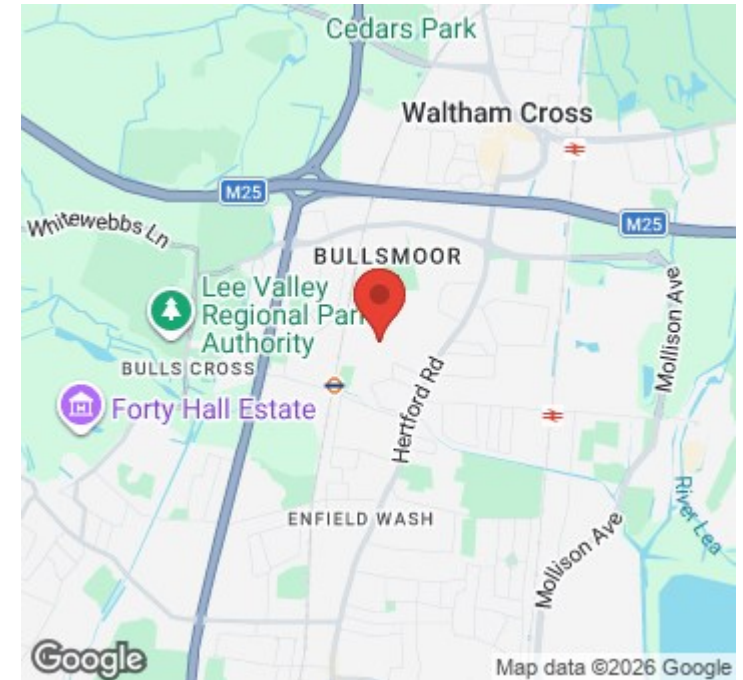 Cedars Park
Waltham Cross
M25
M25
Whitewebbs Ln
BULLSMOOR
Lee Valley
Regional Park
Authority
BULLS CROSS
Mollison Ave
Forty Hall Estate
Hertford Rd
River Lea
ENFIELD WASH
Mollison Ave
Google
Map data ©2026 Google